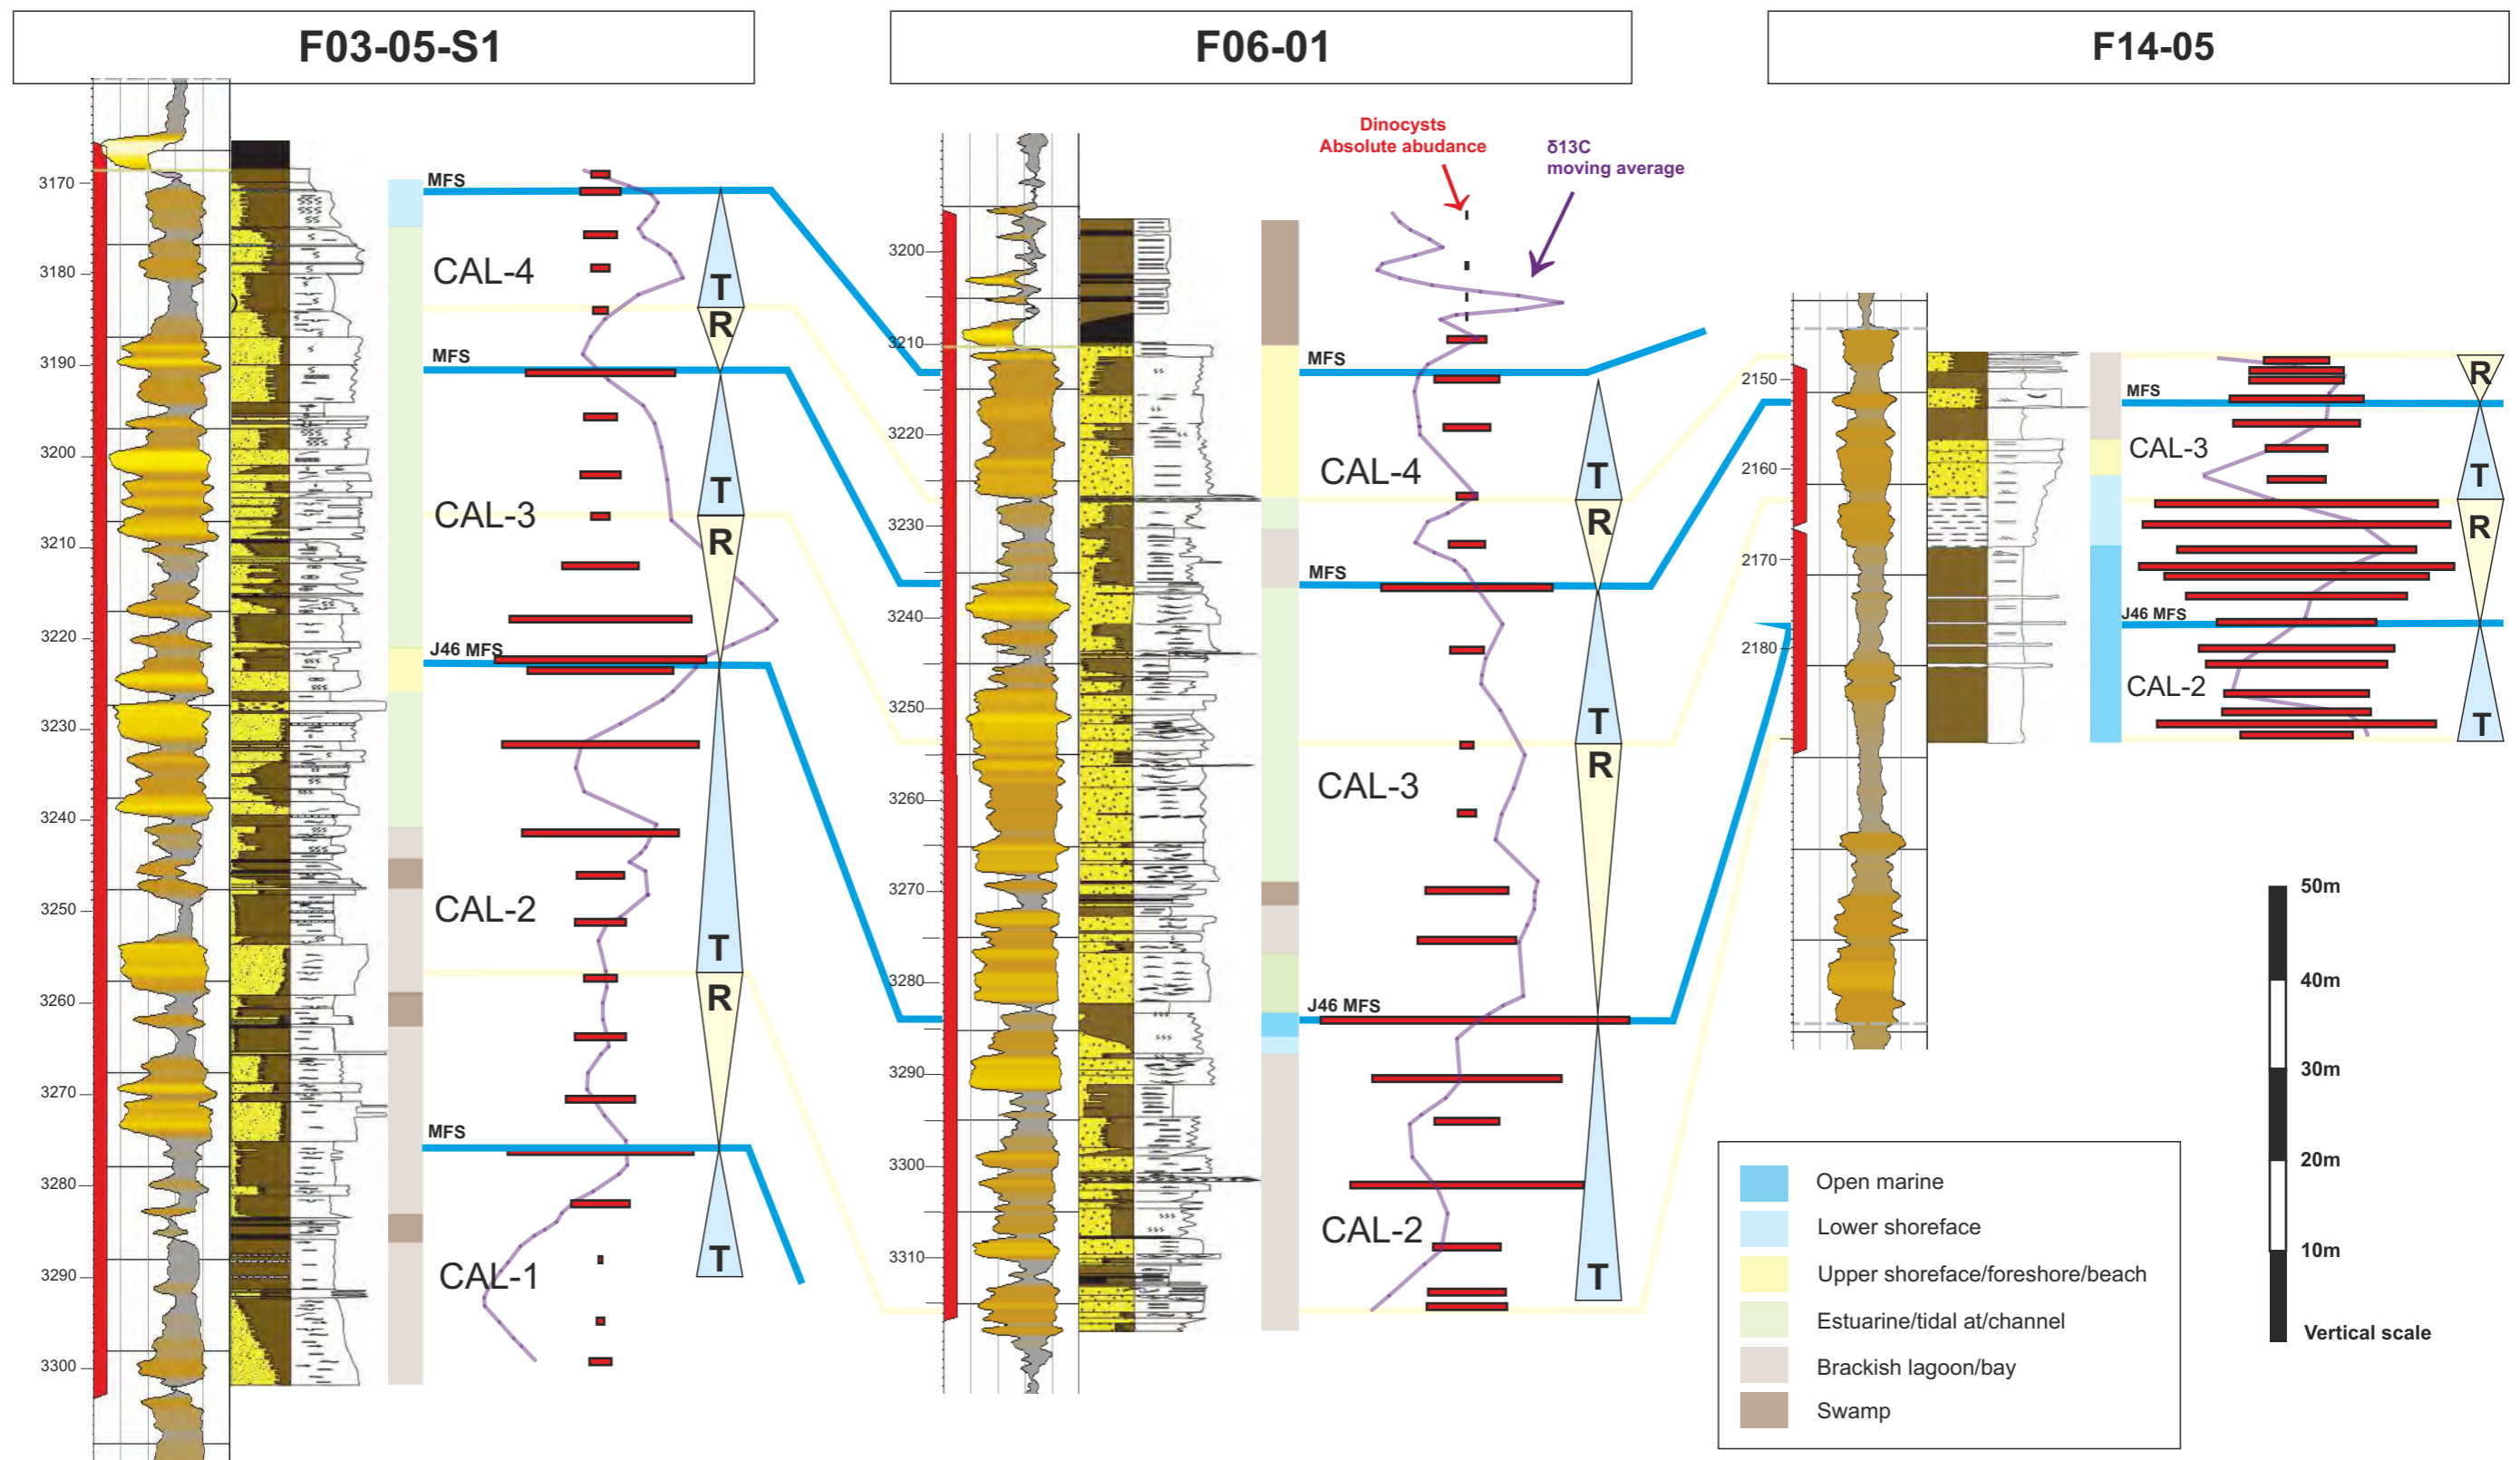 F03-05-S1
F06-01
F14-05
3170
3180
3190
3200
3210
3220
3230
3240
3250
3260
3270
3280
3290
3300
MFS
CAL-4
T
R
MFS
T
CAL-3
R
J46 MFS
CAL-2
T
R
MFS
CAL-1
T
Dinocysts
Absolute abudance
δ13C
moving average
3200
3210
3220
3230
3240
3250
3260
3270
3280
3290
3300
3310
MFS
CAL-4
T
R
MFS
T
CAL-3
R
J46 MFS
CAL-2
T
2150
2160
2170
2180
R
MFS
CAL-3
T
R
J46 MFS
CAL-2
T
50m
40m
30m
20m
10m
Vertical scale
Open marine
Lower shoreface
Upper shoreface/foreshore/beach
Estuarine/tidal at/channel
Brackish lagoon/bay
Swamp